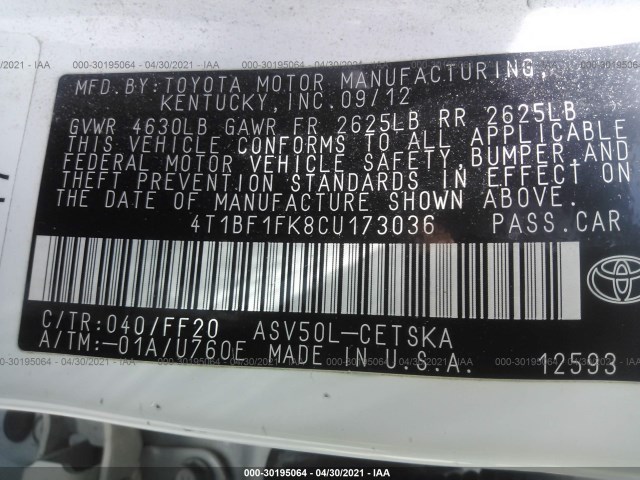 000-30195064 - 04/30/2021 - IAA
MFD. BY: TOYOTA MOTOR MANUFACTURING,
KENTUCKY, INC. 09/12
GVWR 4630LB GAWR FR 2625LB RR 2625LB
THIS VEHICLE CONFORMS TO ALL APPLICABLE
FEDERAL MOTOR VEHICLE SAFETY, BUMPER, AND
THEFT PREVENTION STANDARDS IN EFFECT ON
THE DATE OF MANUFACTURE SHOWN ABOVE.
4T1BF1FK8CU173036 PASS. CAR
C/TR: 040/FF20 ASV50L-CETSKA
A/TM: -01A/U760E MADE IN U.S.A. 12593
000-30195064 - 04/30/2021 - IAA